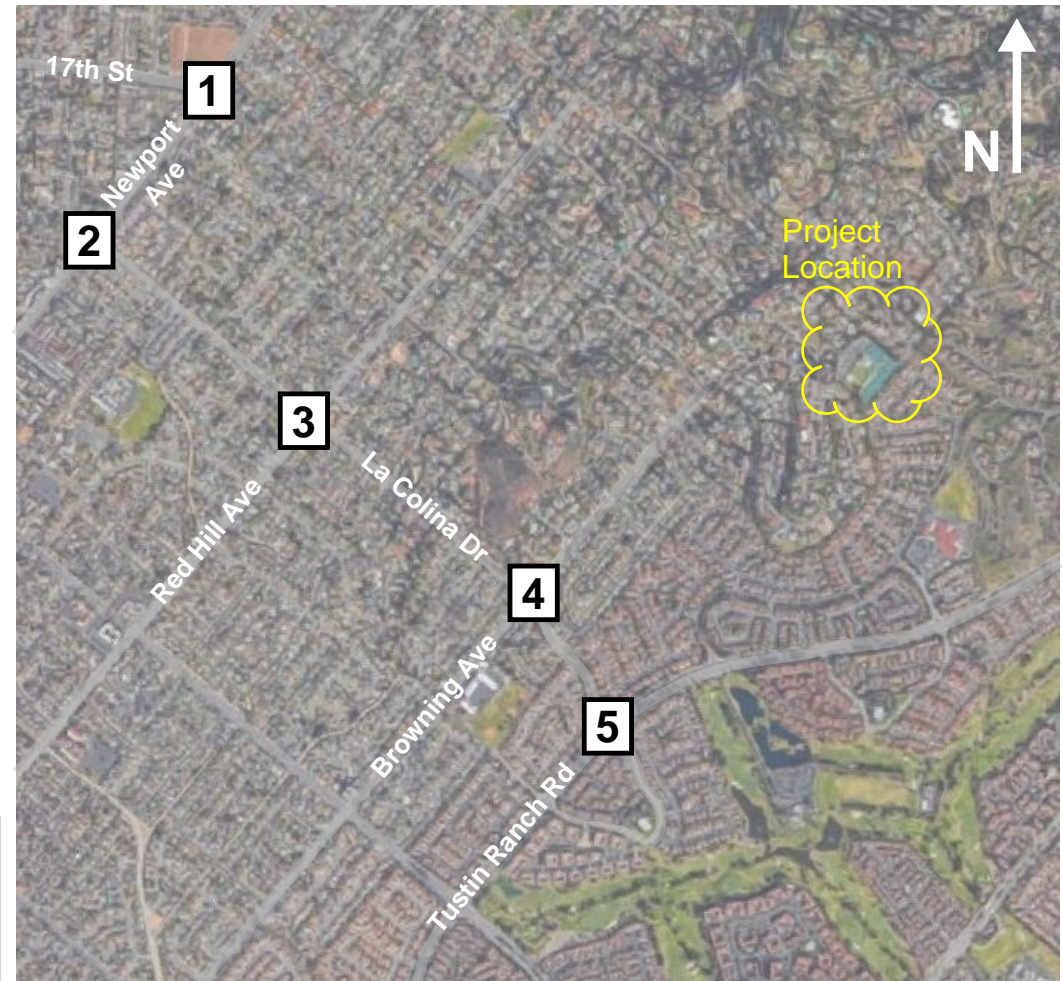 17th St
1
Newport
Ave
2
N
Project
Location
3
La Colina Dr
Red Hill Ave
4
Browning Ave
5
Tustin Ranch Rd